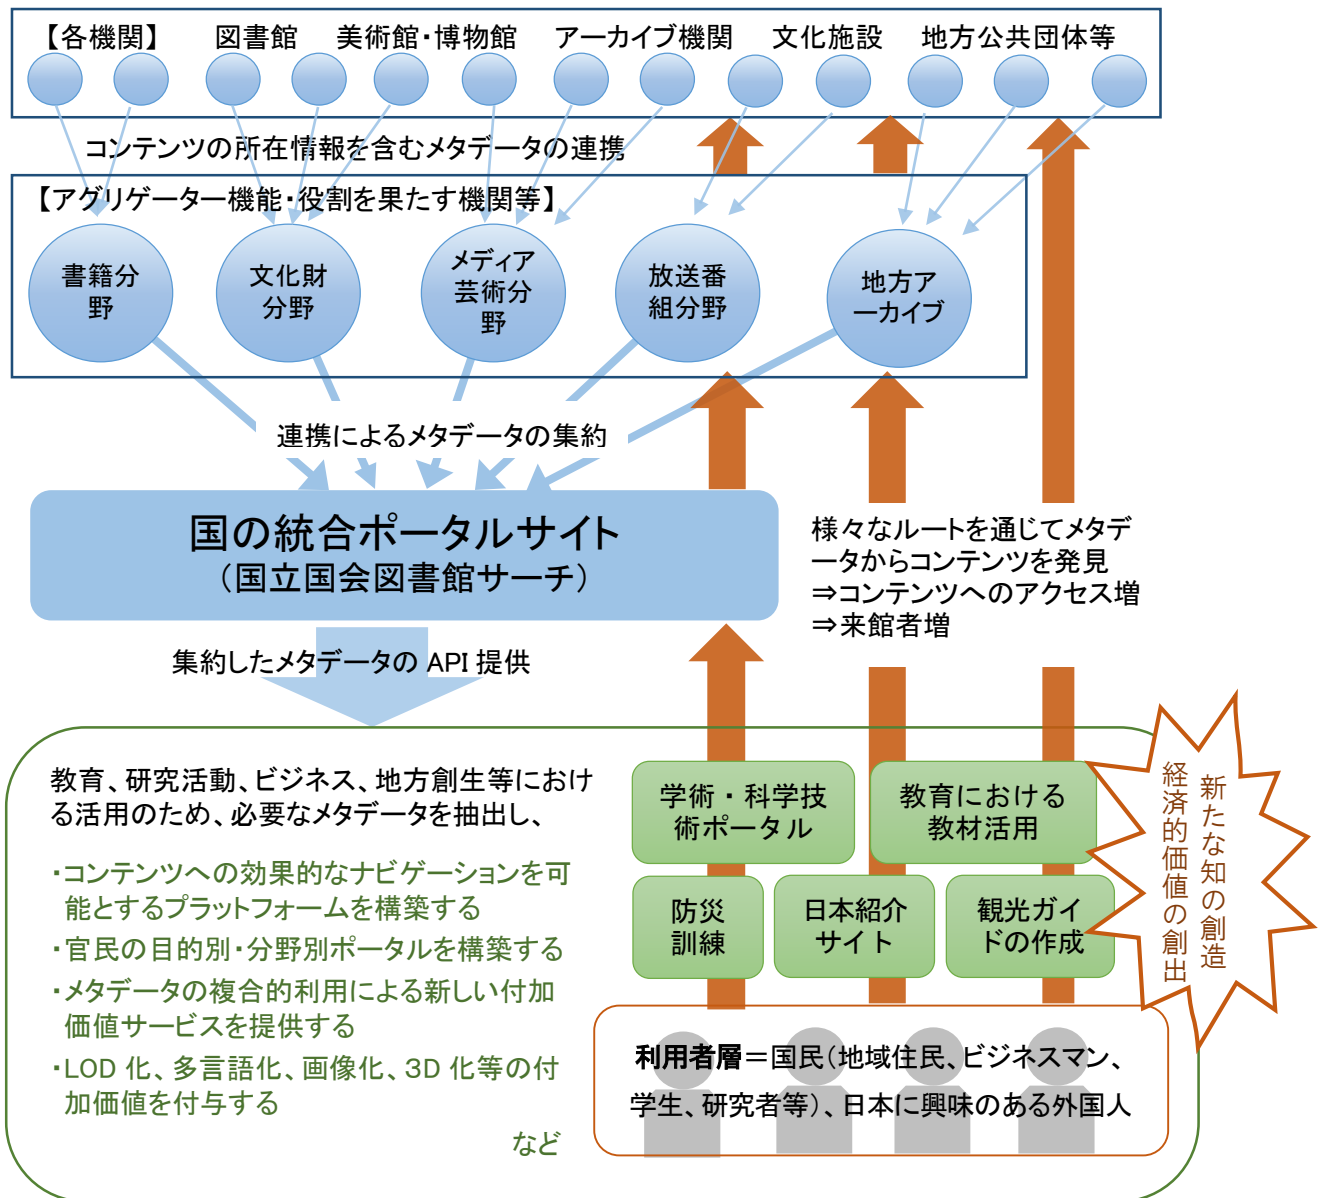 【各機関】 図書館 美術館・博物館 アーカイブ機関 文化施設 地方公共団体等
コンテンツの所在情報を含むメタデータの連携
【アグリゲーター機能・役割を果たす機関等】
書籍分
野
文化財
分野
メディア
芸術分
野
放送番
組分野
地方ア
ーカイブ
連携によるメタデータの集約
国の統合ポータルサイト
（国立国会図書館サーチ）
様々なルートを通じてメタデ
ータからコンテンツを発見
⇒コンテンツへのアクセス増
⇒来館者増
集約したメタデータの API 提供
教育、研究活動、ビジネス、地方創生等におけ
る活用のため、必要なメタデータを抽出し、
・コンテンツへの効果的なナビゲーションを可
能とするプラットフォームを構築する
・官民の目的別・分野別ポータルを構築する
・メタデータの複合的利用による新しい付加
価値サービスを提供する
・LOD 化、多言語化、画像化、3D 化等の付
加価値を付与する
など
学術・科学技
術ポータル
教育における
教材活用
防災
訓練
日本紹介
サイト
観光ガイ
ドの作成
新たな知の創造
経済的価値の創出
利用者層＝国民（地域住民、ビジネスマン、
学生、研究者等）、日本に興味のある外国人